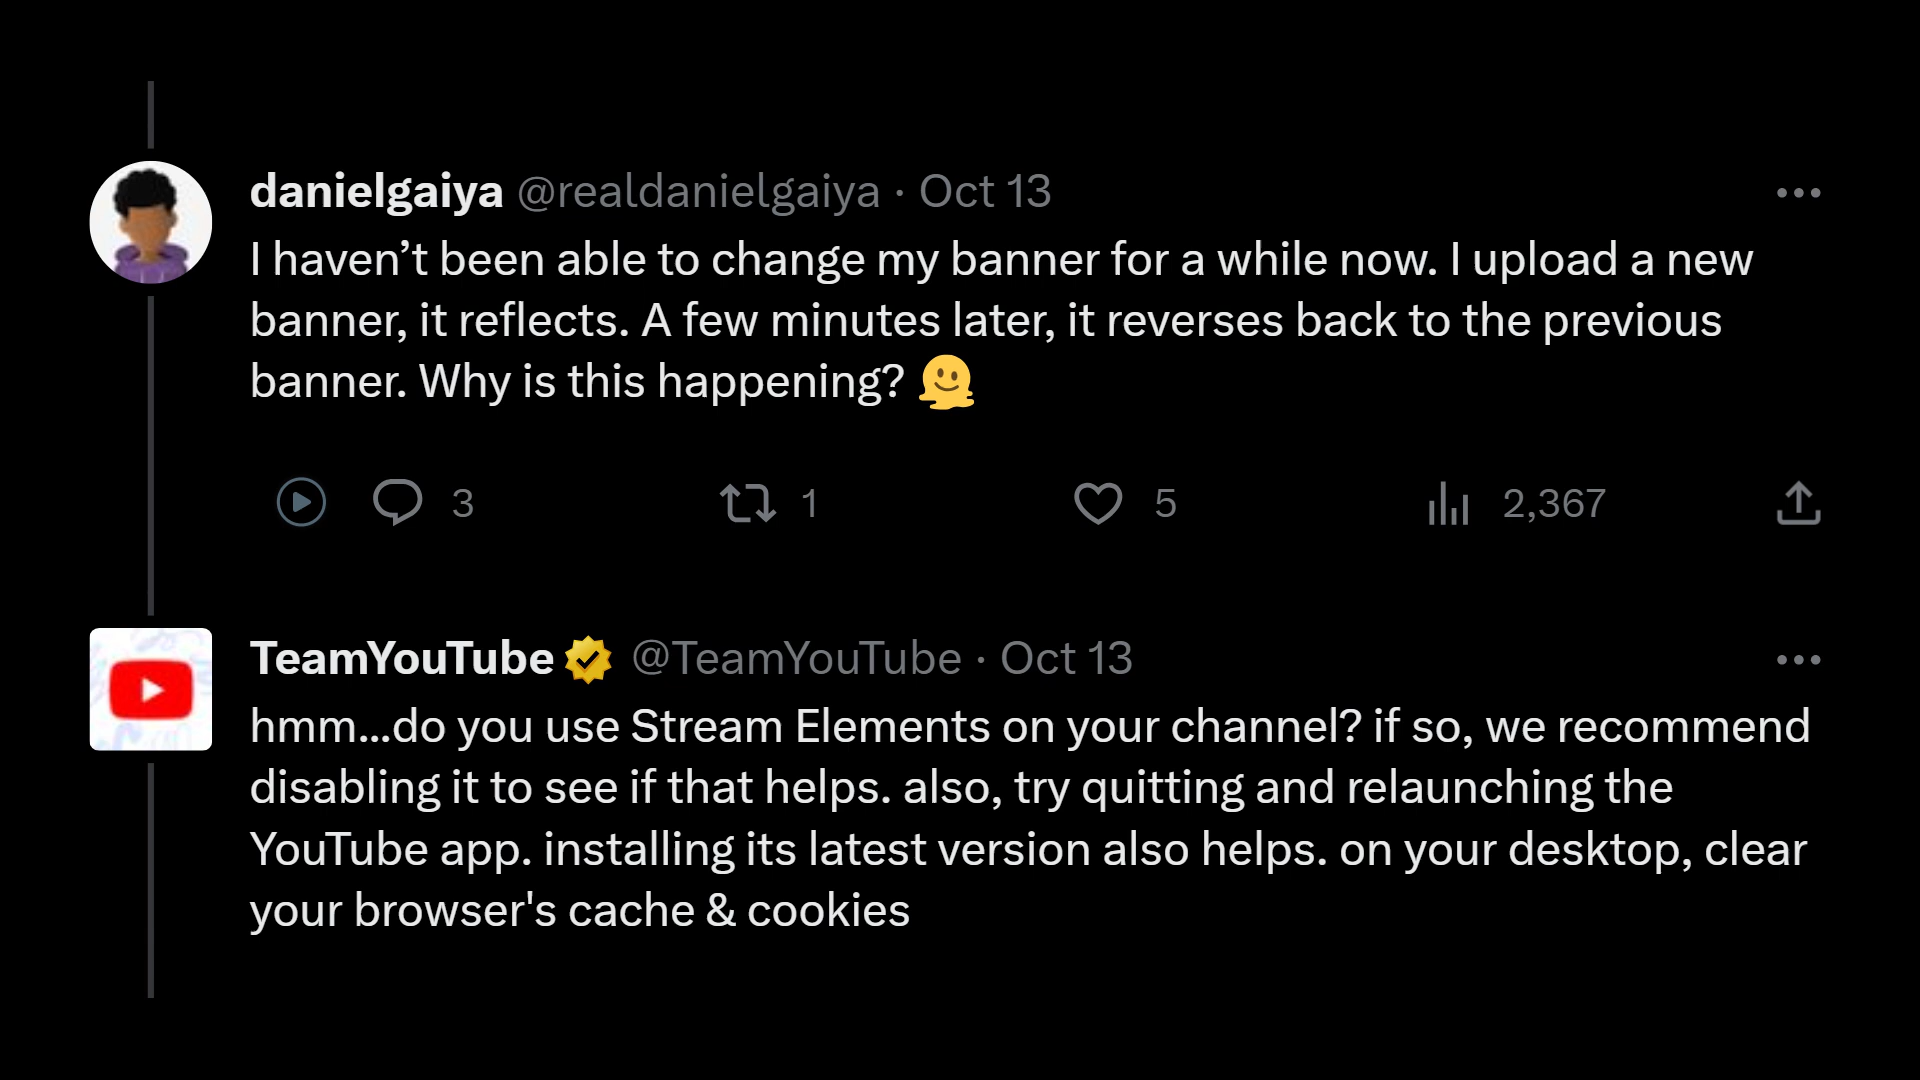 danielgaiya @realdanielgaiya · Oct 13
I haven’t been able to change my banner for a while now. I upload a new
banner, it reflects. A few minutes later, it reverses back to the previous
banner. Why is this happening? 🫠
3 1 5 2,367
TeamYouTube @TeamYouTube · Oct 13
hmm...do you use Stream Elements on your channel? if so, we recommend
disabling it to see if that helps. also, try quitting and relaunching the
YouTube app. installing its latest version also helps. on your desktop, clear
your browser's cache & cookies